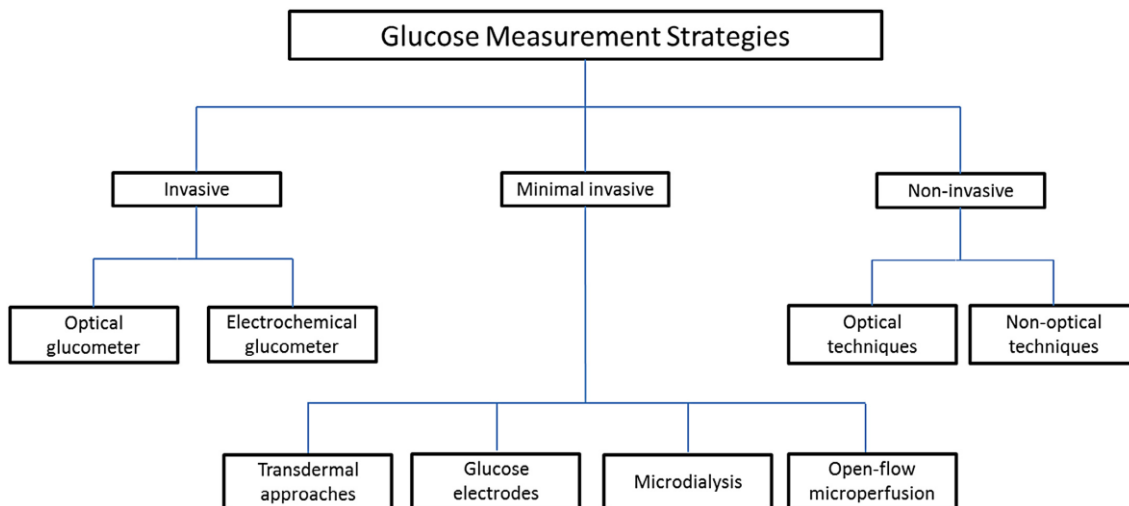 Glucose Measurement Strategies
Invasive
Minimal invasive
Non-invasive
Optical
glucometer
Electrochemical
glucometer
Optical
techniques
Non-optical
techniques
Transdermal
approaches
Glucose
electrodes
Microdialysis
Open-flow
microperfusion